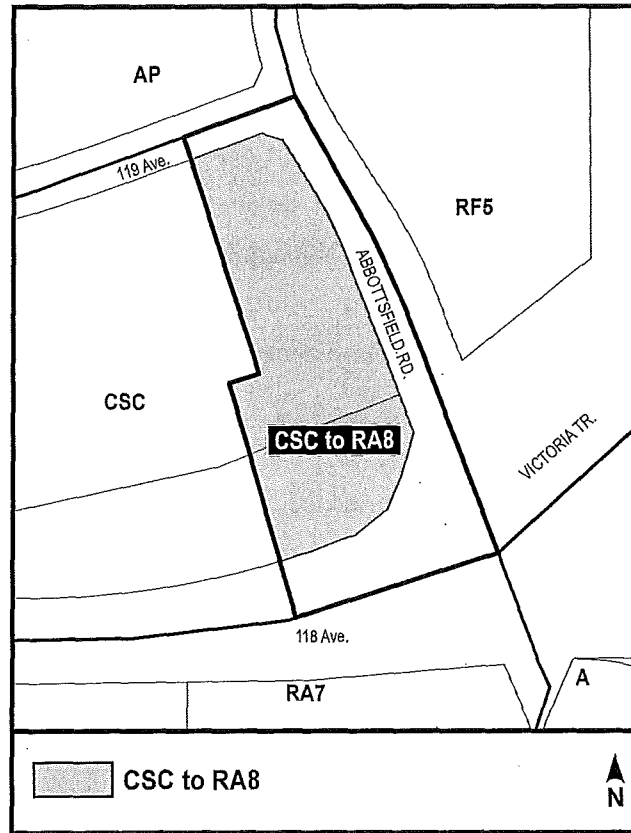 AP
119 Ave.
RF5
ABBOTTSFIELD.RD.
CSC
CSC to RA8
VICTORIA TR.
118 Ave.
RA7
A
CSC to RA8
N